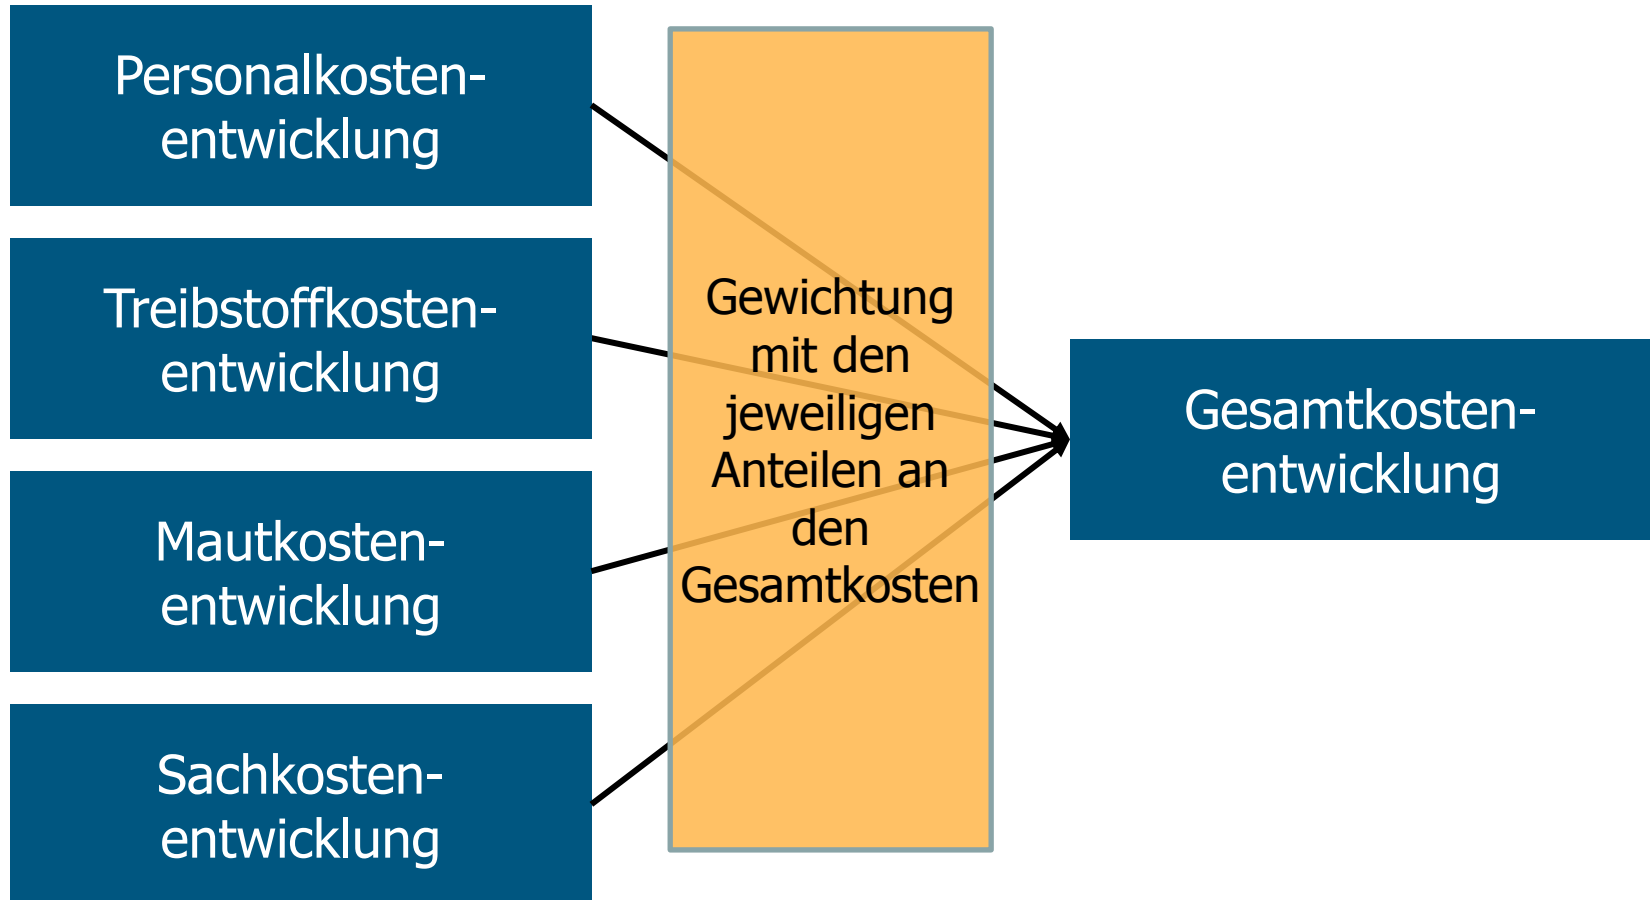 Personalkosten-
entwicklung
Treibstoffkosten-
entwicklung
Mautkosten-
entwicklung
Sachkosten-
entwicklung
Gewichtung
mit den
jeweiligen
Anteilen an
den
Gesamtkosten
Gesamtkosten-
entwicklung